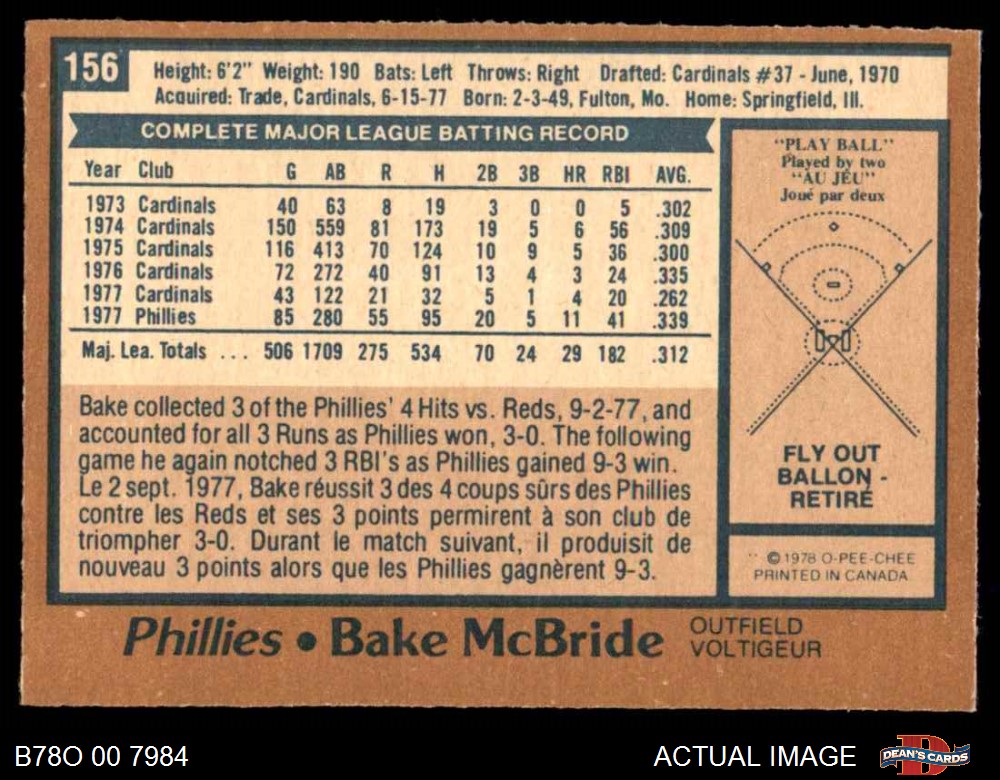 156
Height: 6'2" Weight: 190 Bats: Left Throws: Right Drafted: Cardinals #37 - June, 1970
Acquired: Trade, Cardinals, 6-15-77 Born: 2-3-49, Fulton, Mo. Home: Springfield, Ill.
COMPLETE MAJOR LEAGUE BATTING RECORD
Year Club G AB R H 2B 3B HR RBI AVG.
1973 Cardinals 40 63 8 19 3 0 0 5 .302
1974 Cardinals 150 559 81 173 19 5 6 56 .309
1975 Cardinals 116 413 70 124 10 9 5 36 .300
1976 Cardinals 72 272 40 91 13 4 3 24 .335
1977 Cardinals 43 122 21 32 5 1 4 20 .262
1977 Phillies 85 280 55 95 20 5 11 41 .339
Maj. Lea. Totals ... 506 1709 275 534 70 24 29 182 .312
Bake collected 3 of the Phillies' 4 Hits vs. Reds, 9-2-77, and
accounted for all 3 Runs as Phillies won, 3-0. The following
game he again notched 3 RBI's as Phillies gained 9-3 win.
Le 2 sept. 1977, Bake réussit 3 des 4 coups sûrs des Phillies
contre les Reds et ses 3 points permirent à son club de
triompher 3-0. Durant le match suivant, il produisit de
nouveau 3 points alors que les Phillies gagnèrent 9-3.
"PLAY BALL"
Played by two
"AU JEU"
Joué par deux
FLY OUT
BALLON -
RETIRÉ
© 1978 O-PEE-CHEE
PRINTED IN CANADA
Phillies • Bake McBride
OUTFIELD
VOLTIGEUR
B78O 00 7984
ACTUAL IMAGE
DEAN'S CARDS